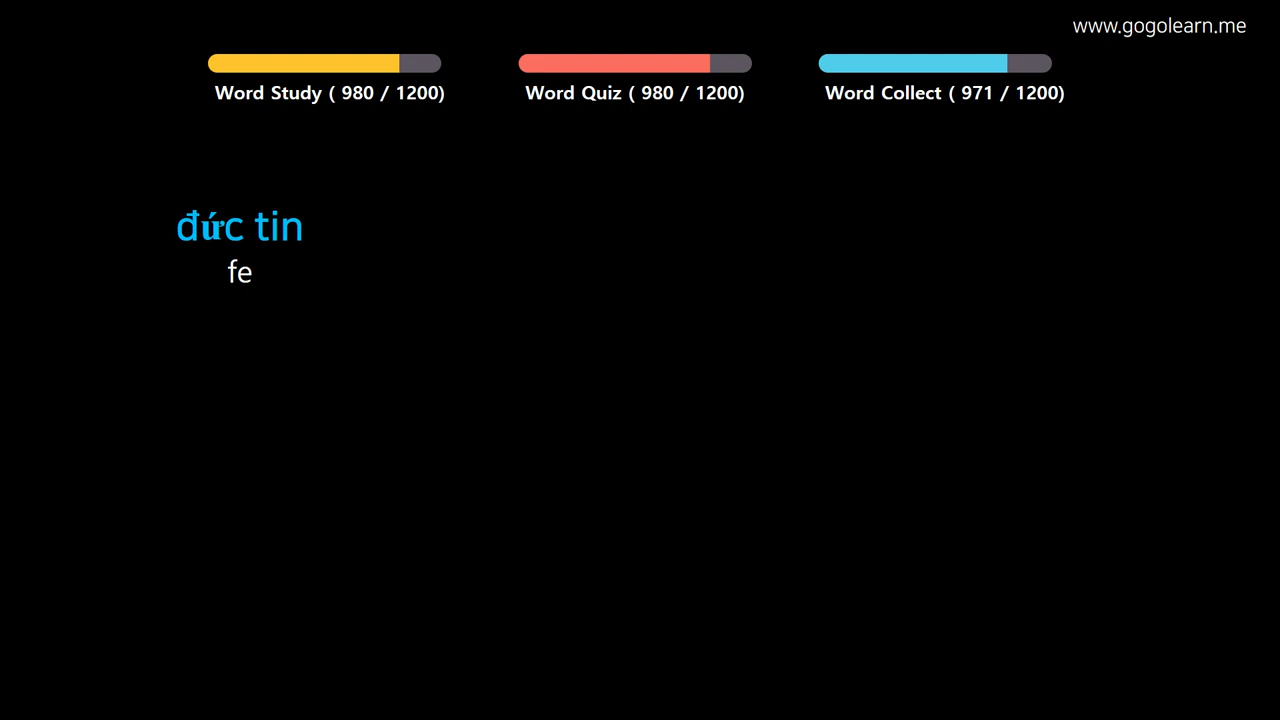 www.gogolearn.me
Word Study ( 980 / 1200)
Word Quiz ( 980 / 1200)
Word Collect ( 971 / 1200)
đức tin
fe